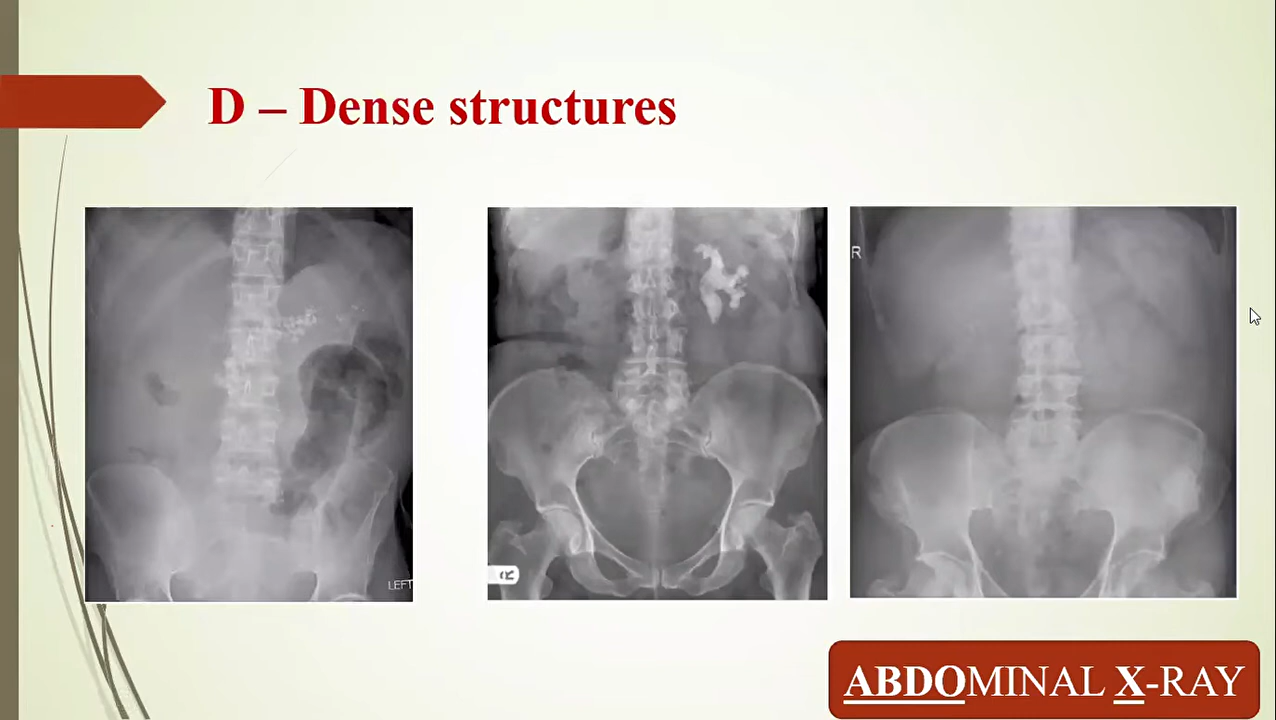 D – Dense structures
R
LEFT
R
ABDOMINAL X-RAY